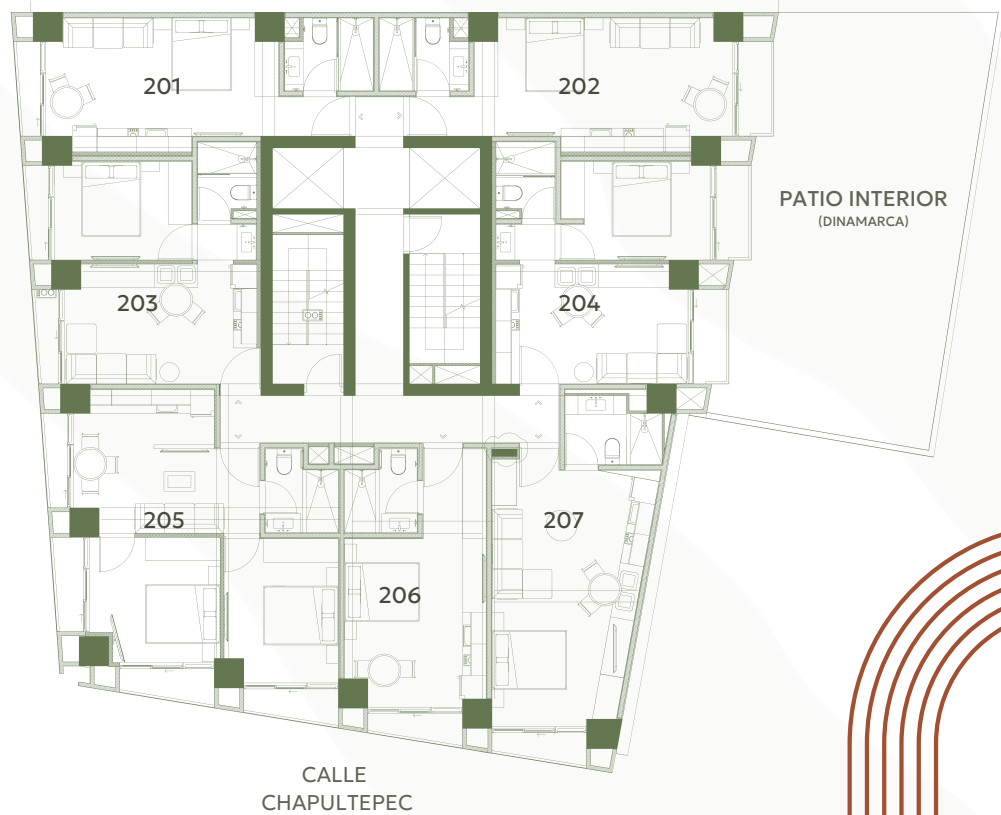 201
202
PATIO INTERIOR
(DINAMARCA)
203
204
205
207
206
CALLE
CHAPULTEPEC